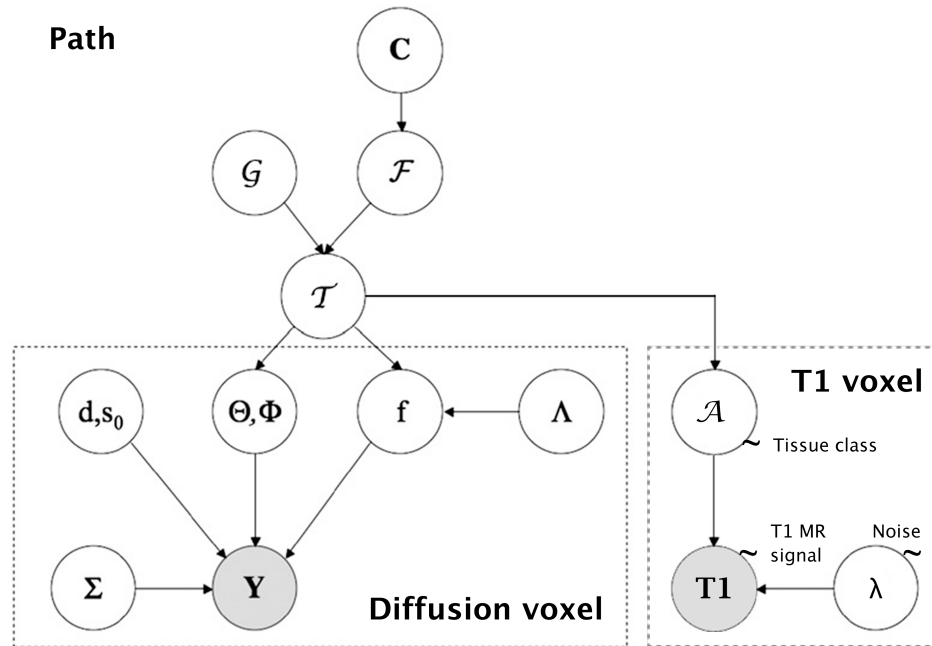 Path
C
𝒢
ℱ
𝒯
d,s₀
Θ,Φ
f
Λ
𝒜
T1 voxel
~ Tissue class
Σ
Y
Diffusion voxel
T1
~ T1 MR
signal
Noise
~
λ